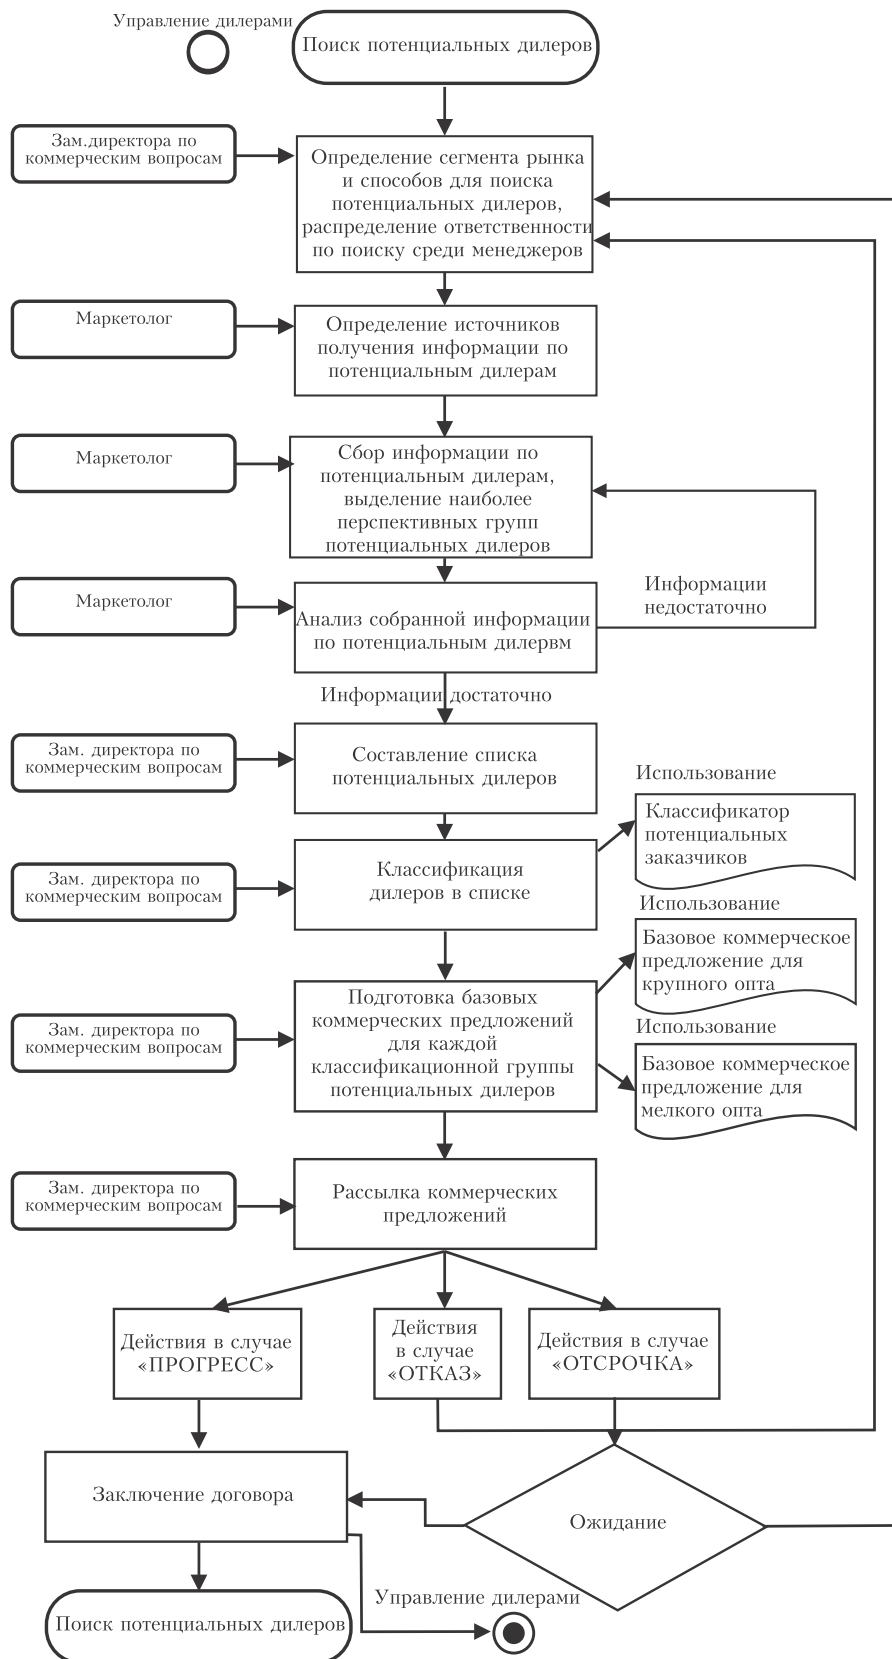 Управление дилерами
Поиск потенциальных дилеров
Зам.директора по
коммерческим вопросам
Определение сегмента рынка
и способов для поиска
потенциальных дилеров,
распределение ответственности
по поиску среди менеджеров
Маркетолог
Определение источников
получения информации по
потенциальным дилерам
Маркетолог
Сбор информации по
потенциальным дилерам,
выделение наиболее
перспективных групп
потенциальных дилеров
Маркетолог
Анализ собранной информации
по потенциальным дилервм
Информации
недостаточно
Информации достаточно
Зам. директора по
коммерческим вопросам
Составление списка
потенциальных дилеров
Использование
Классификатор
потенциальных
заказчиков
Зам. директора по
коммерческим вопросам
Классификация
дилеров в списке
Использование
Базовое коммерческое
предложение для
крупного опта
Зам. директора по
коммерческим вопросам
Подготовка базовых
коммерческих предложений
для каждой
классификационной группы
потенциальных дилеров
Использование
Базовое коммерческое
предложение для
мелкого опта
Зам. директора по
коммерческим вопросам
Рассылка коммерческих
предложений
Действия в случае
«ПРОГРЕСС»
Действия
в случае
«ОТКАЗ»
Действия в случае
«ОТСРОЧКА»
Заключение договора
Ожидание
Управление дилерами
Поиск потенциальных дилеров